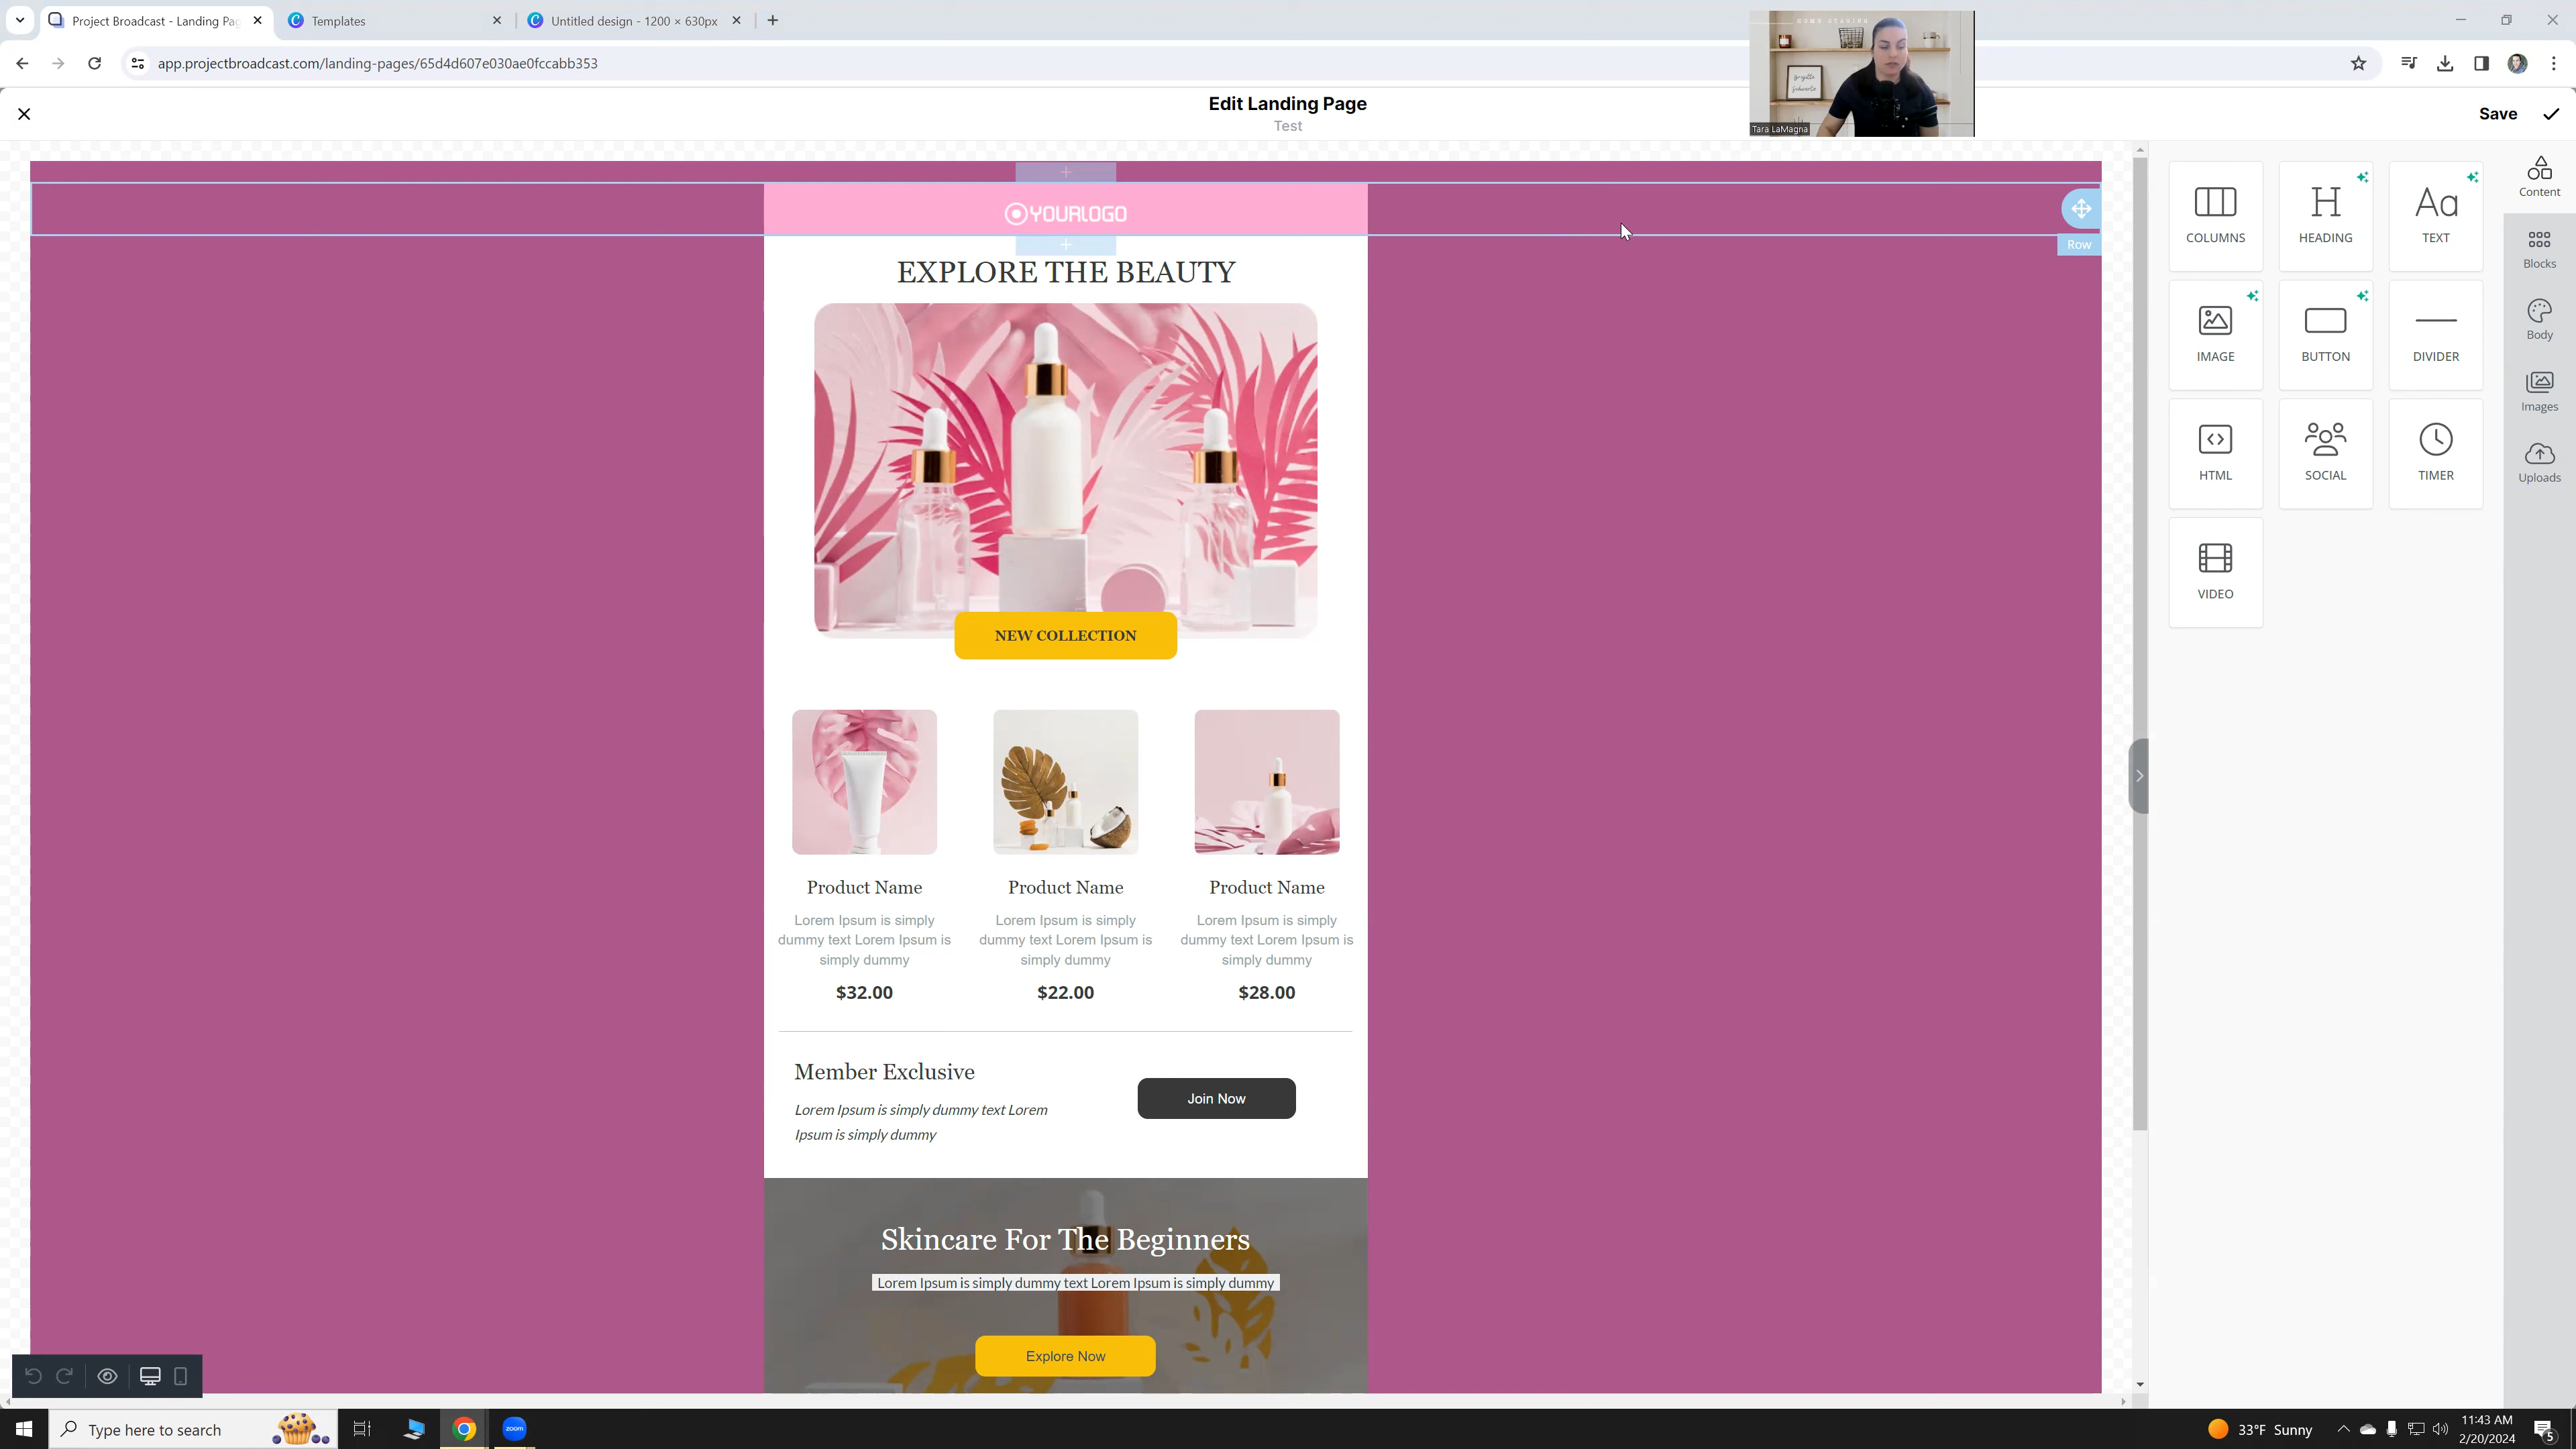 Project Broadcast - Landing Pag
Templates
Untitled design - 1200 × 630px
app.projectbroadcast.com/landing-pages/65d4d607e030ae0fccabb353
HOME STAGING
Tara LaMagna
Edit Landing Page
Test
Save
YOURLOGO
Row
EXPLORE THE BEAUTY
NEW COLLECTION
Product Name
Product Name
Product Name
Lorem Ipsum is simply
dummy text Lorem Ipsum is
simply dummy
Lorem Ipsum is simply
dummy text Lorem Ipsum is
simply dummy
Lorem Ipsum is simply
dummy text Lorem Ipsum is
simply dummy
$32.00
$22.00
$28.00
Member Exclusive
Lorem Ipsum is simply dummy text Lorem
Ipsum is simply dummy
Join Now
Skincare For The Beginners
Lorem Ipsum is simply dummy text Lorem Ipsum is simply dummy
Explore Now
COLUMNS
HEADING
TEXT
IMAGE
BUTTON
DIVIDER
HTML
SOCIAL
TIMER
VIDEO
Content
Blocks
Body
Images
Uploads
Type here to search
zoom
33°F Sunny
11:43 AM
2/20/2024
5